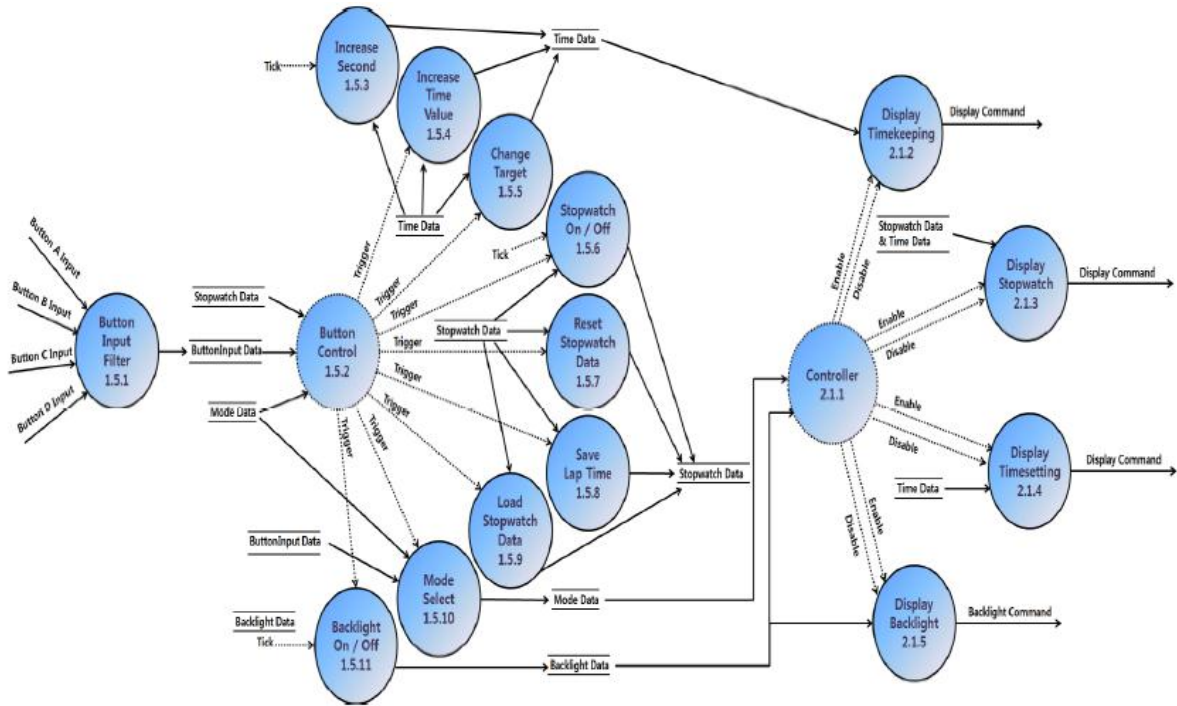 Increase
Second
1.5.3
Tick
Time Data
Increase
Time
Value
1.5.4
Change
Target
1.5.5
Time Data
Stopwatch
On / Off
1.5.6
Tick
Trigger
Trigger
Trigger
Trigger
Trigger
Trigger
Trigger
Trigger
Button A Input
Button B Input
Button C Input
Button D Input
Button
Input
Filter
1.5.1
ButtonInput Data
Stopwatch Data
Button
Control
1.5.2
Mode Data
Stopwatch Data
Reset
Stopwatch
Data
1.5.7
Save
Lap Time
1.5.8
Stopwatch Data
Load
Stopwatch
Data
1.5.9
ButtonInput Data
Mode
Select
1.5.10
Mode Data
Backlight Data
Tick
Backlight
On / Off
1.5.11
Backlight Data
Controller
2.1.1
Enable
Disable
Enable
Disable
Enable
Disable
Enable
Disable
Display
Timekeeping
2.1.2
Display Command
Stopwatch Data
& Time Data
Display
Stopwatch
2.1.3
Display Command
Display
Timesetting
2.1.4
Time Data
Display Command
Display
Backlight
2.1.5
Backlight Command